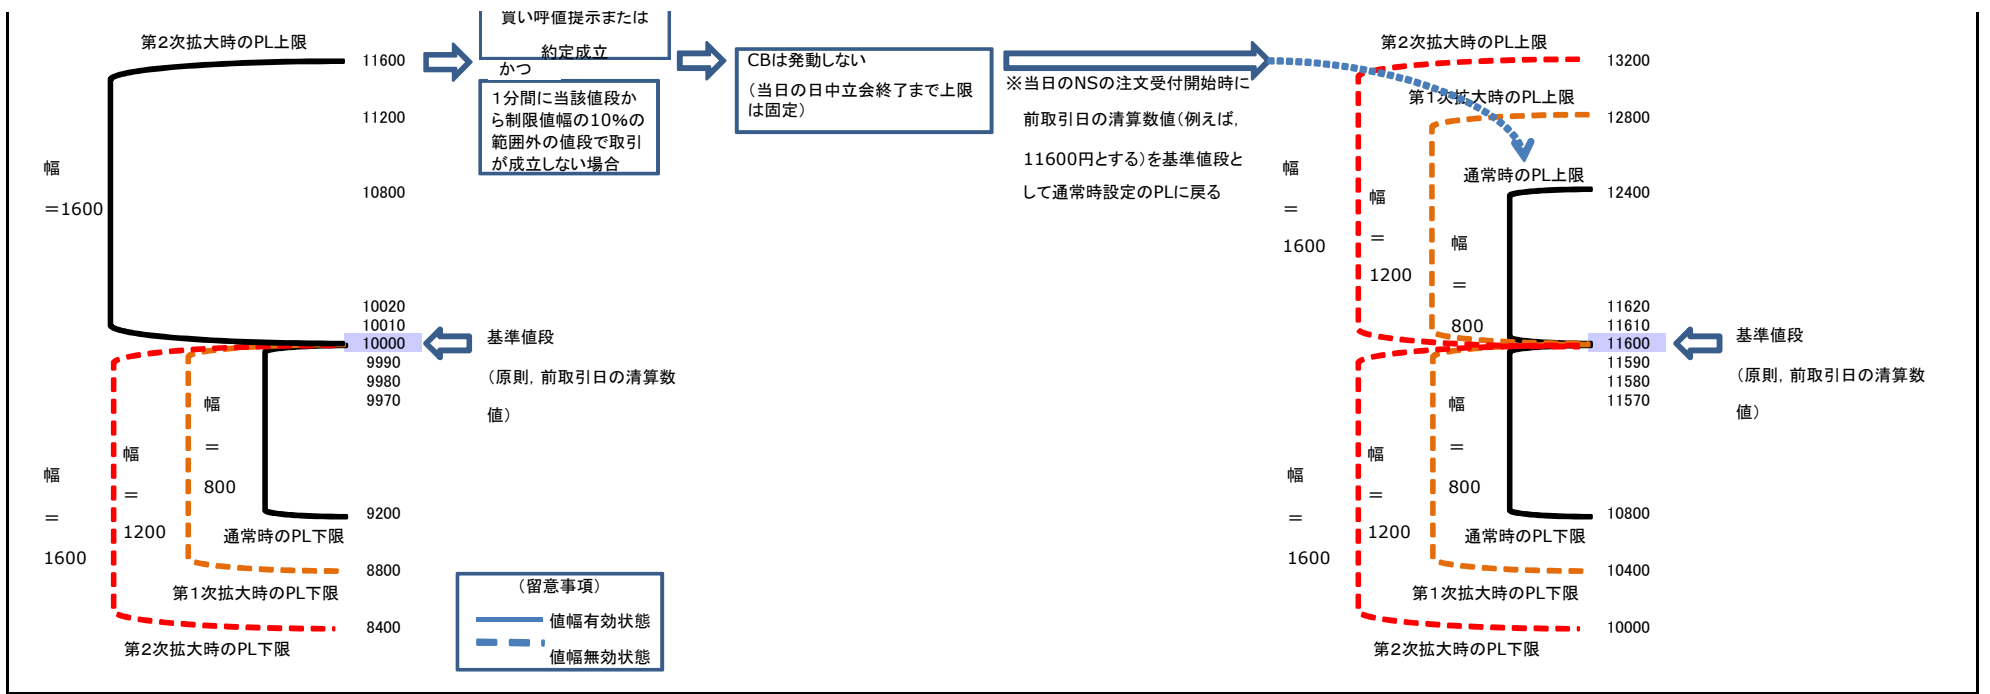 第2次拡大時のPL上限
11600
11200
10800
幅
＝1600
買い呼値提示または
約定成立
かつ
1分間に当該値段か
ら制限値幅の10%の
範囲外の値段で取引
が成立しない場合
CBは発動しない
（当日の日中立会終了まで上限
は固定）
※当日のNSの注文受付開始時に
前取引日の清算数値（例えば，
11600円とする）を基準値段と
して通常時設定のPLに戻る
10020
10010
10000
9990
9980
9970
基準値段
（原則，前取引日の清算数
値）
幅
＝
800
幅
＝
1200
幅
＝
1600
9200
通常時のPL下限
8800
第1次拡大時のPL下限
8400
第2次拡大時のPL下限
（留意事項）
値幅有効状態
値幅無効状態
第2次拡大時のPL上限
13200
第1次拡大時のPL上限
12800
通常時のPL上限
12400
幅
＝
1600
幅
＝
1200
幅
＝
800
11620
11610
11600
11590
11580
11570
基準値段
（原則，前取引日の清算数
値）
幅
＝
800
幅
＝
1200
幅
＝
1600
10800
通常時のPL下限
10400
第1次拡大時のPL下限
10000
第2次拡大時のPL下限